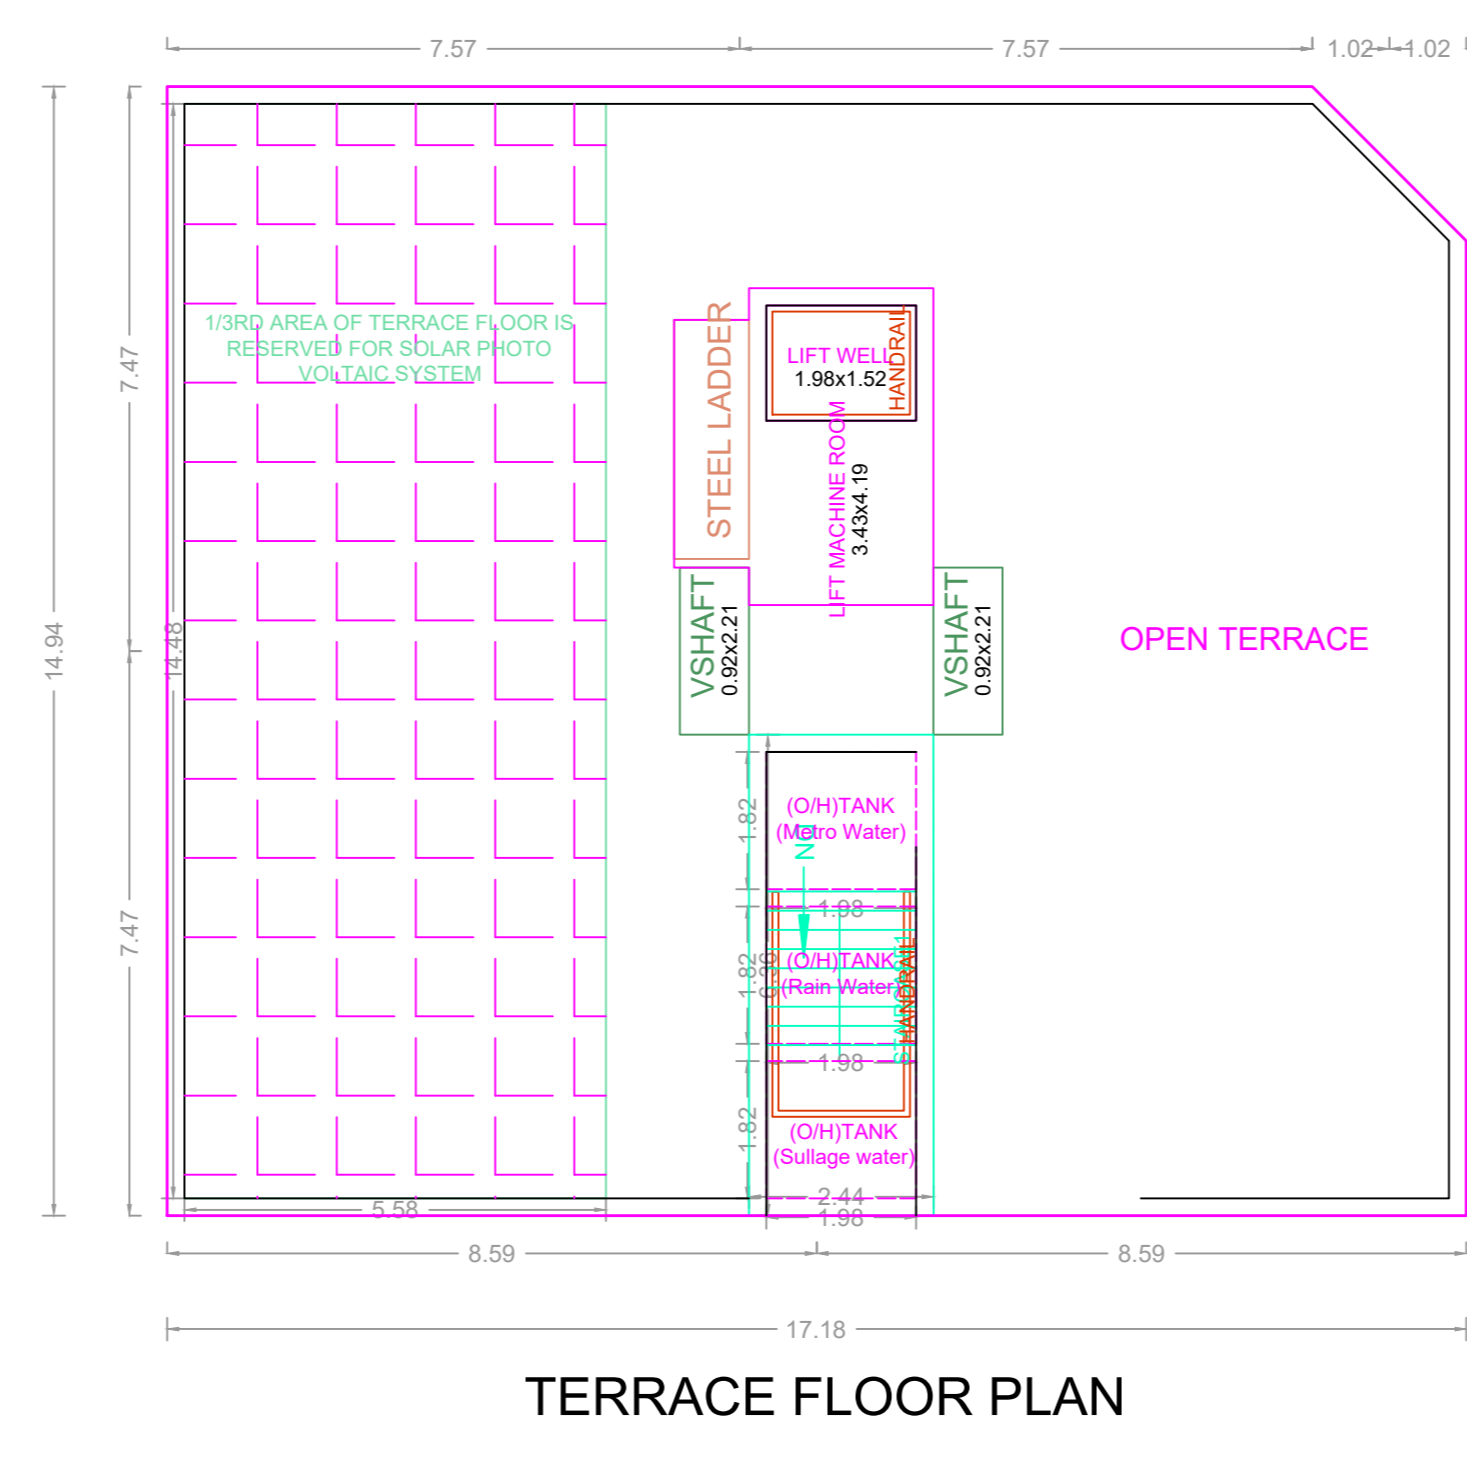 7.57
7.57
1.02
1.02
14.94
7.47
7.47
14.48
1/3RD AREA OF TERRACE FLOOR IS
RESERVED FOR SOLAR PHOTO
VOLTAIC SYSTEM
STEEL LADDER
LIFT WELL
1.98x1.52
HANDRAIL
LIFT MACHINE ROOM
3.43x4.19
VSHAFT
0.92x2.21
VSHAFT
0.92x2.21
OPEN TERRACE
1.82
(O/H)TANK
(Metro Water)
DN
1.98
1.82
6.36
(O/H)TANK
(Rain Water)
HANDRAIL
1.98
1.82
(O/H)TANK
(Sullage water)
2.44
1.98
5.58
8.59
8.59
17.18
TERRACE FLOOR PLAN